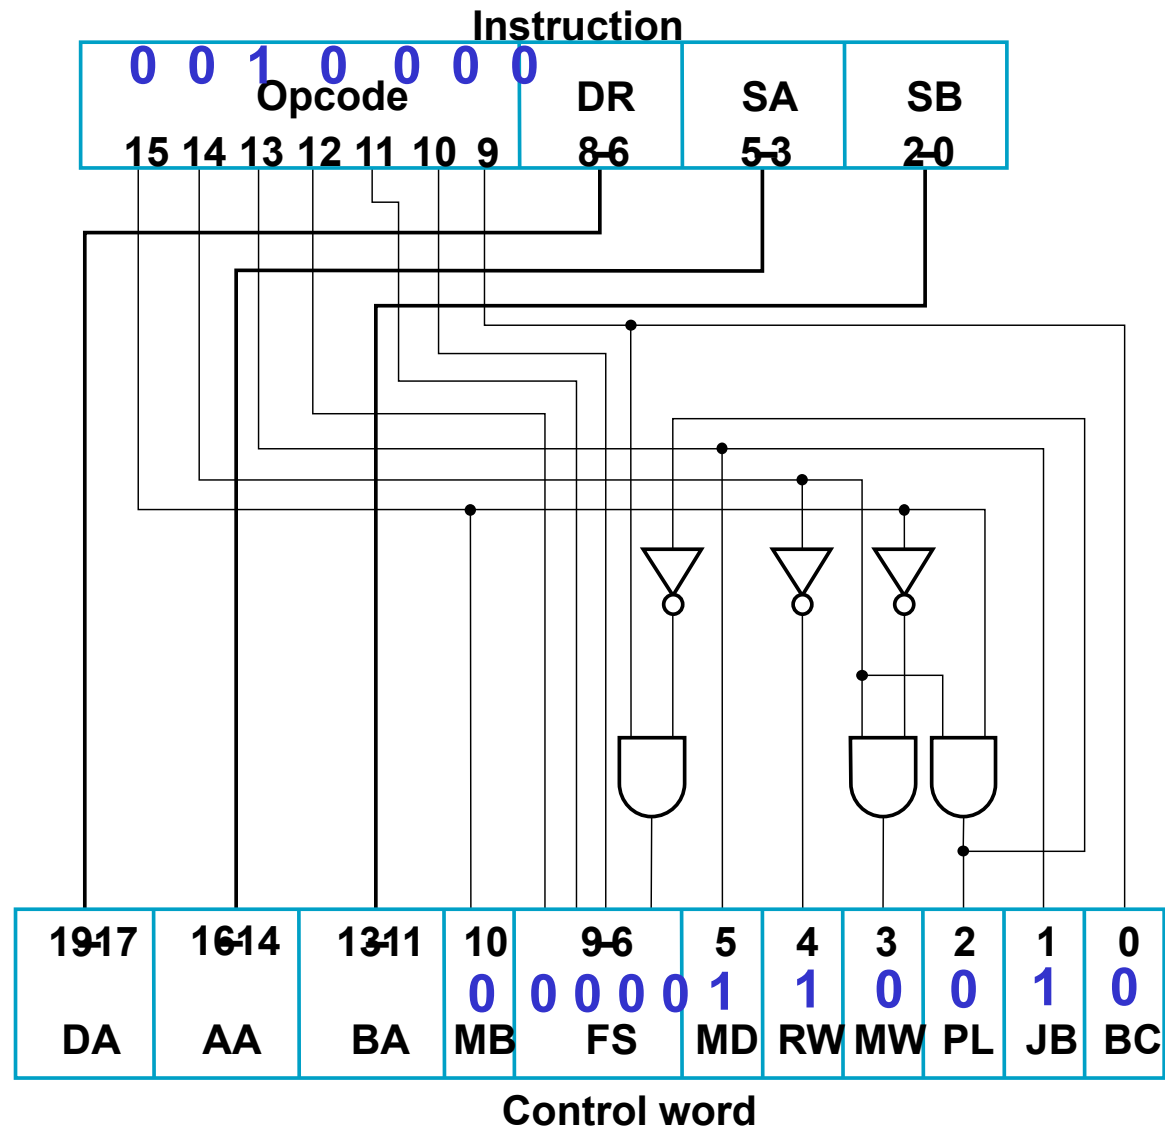 Instruction
0 0 1 0 0 0 0
Opcode DR SA SB
15 14 13 12 11 10 9 8-6 5-3 2-0
19-17 16-14 13-11 10 9-6 5 4 3 2 1 0
0 0 0 0 0 1 1 0 0 1 0
DA AA BA MB FS MD RW MW PL JB BC
Control word